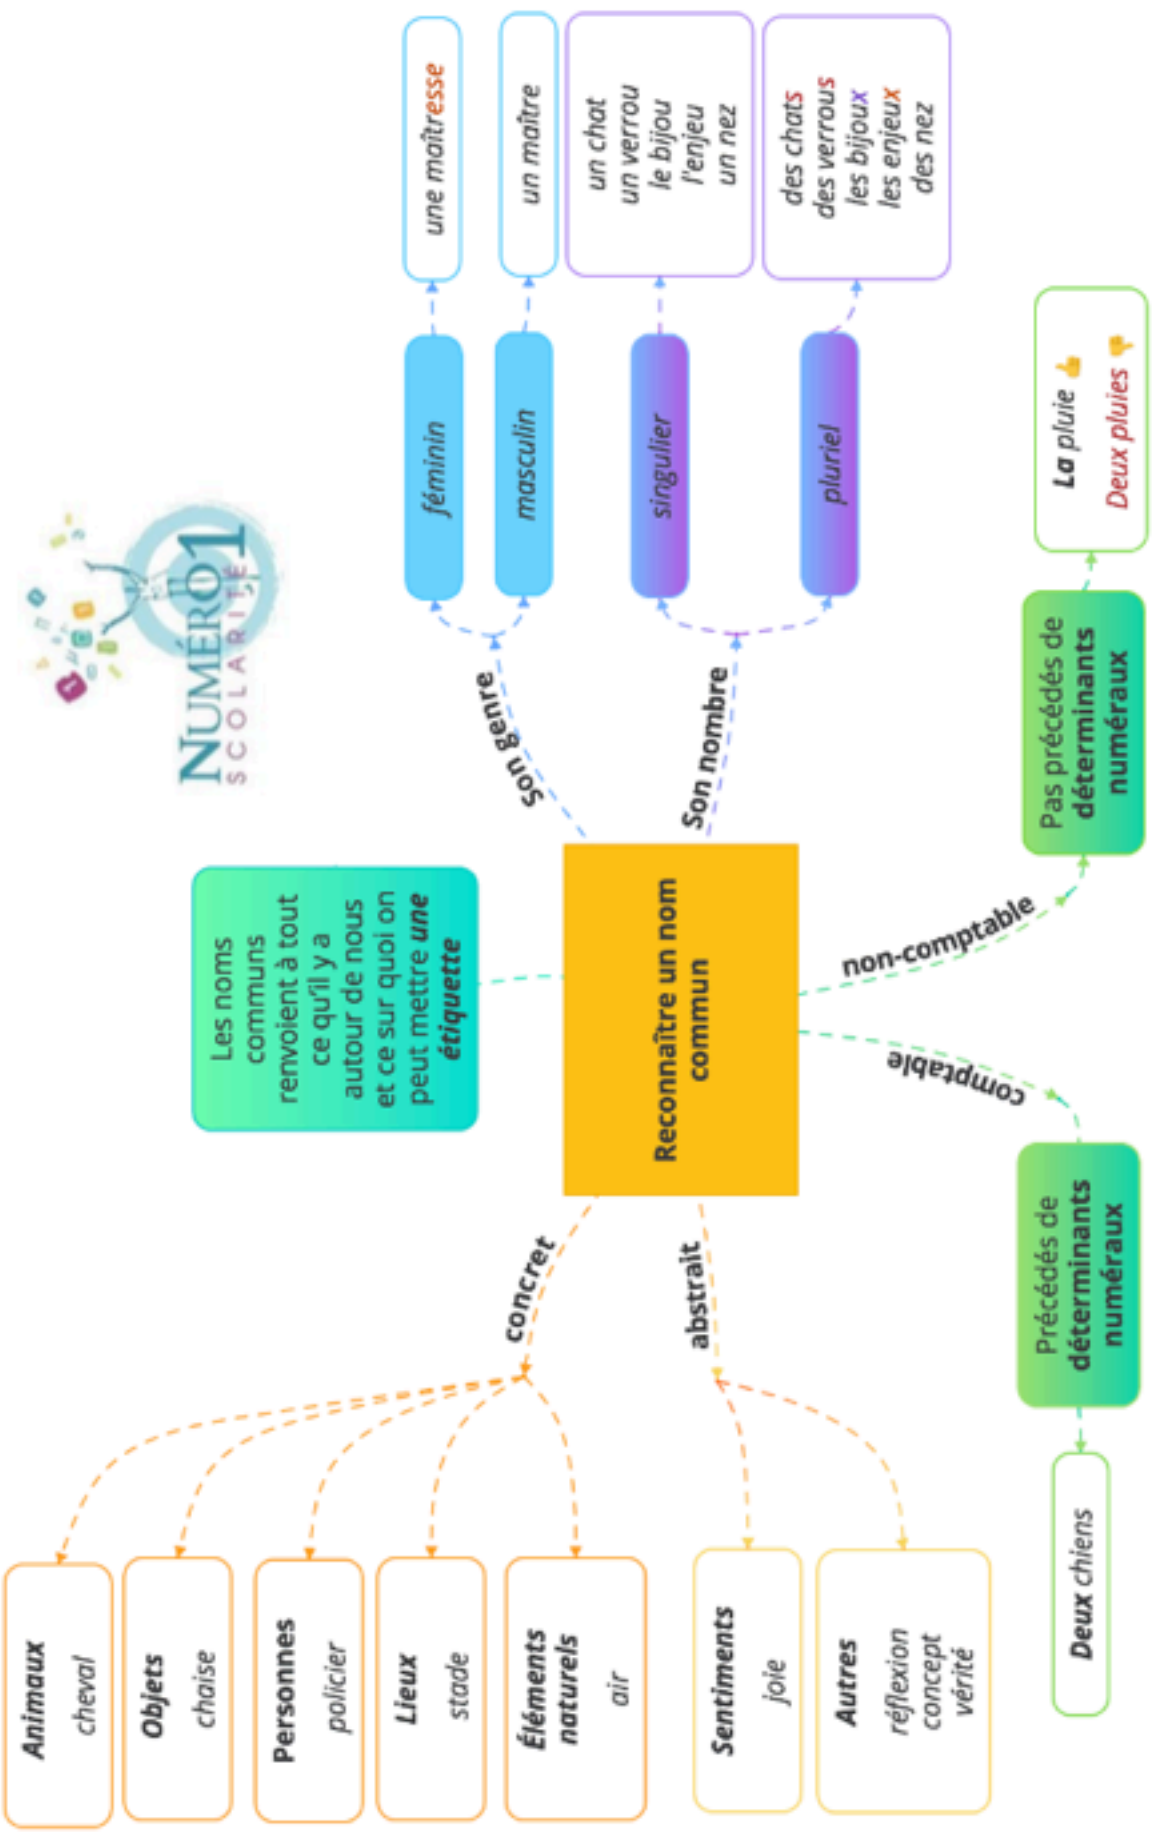 NUMÉRO1
SCOLARITÉ
Les noms
communs
renvoient à tout
ce qu'il y a
autour de nous
et ce sur quoi on
peut mettre une
étiquette
Reconnaître un nom
commun
concret
Animaux
cheval
Objets
chaise
Personnes
policier
Lieux
stade
Éléments
naturels
air
abstrait
Sentiments
joie
Autres
réflexion
concept
vérité
Son genre
féminin
une maîtresse
masculin
un maître
Son nombre
singulier
un chat
un verrou
le bijou
l'enjeu
un nez
pluriel
des chats
des verrous
les bijoux
les enjeux
des nez
comptable
Précédés de
déterminants
numéraux
Deux chiens
non-comptable
Pas précédés de
déterminants
numéraux
La pluie 👍
Deux pluies 👎